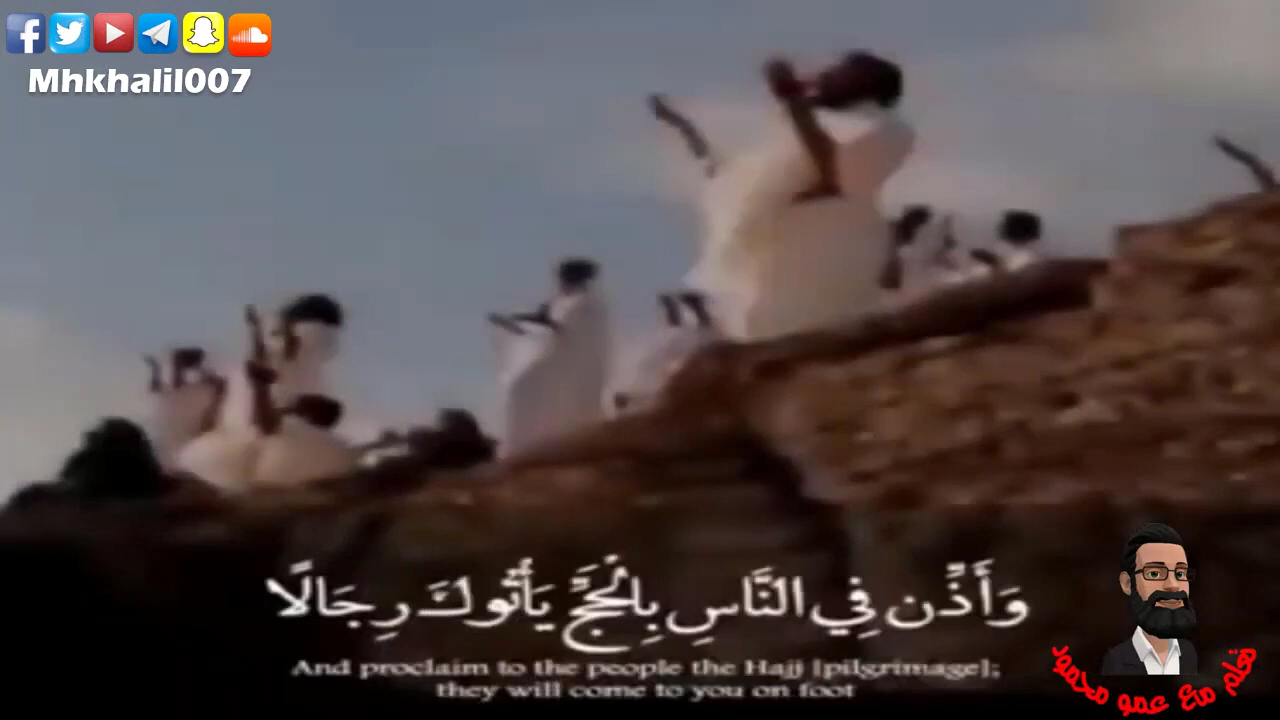 Mhkhalil007
وَأَذِّن فِي النَّاسِ بِالْحَجِّ يَأْتُوكَ رِجَالًا
And proclaim to the people the Hajj [pilgrimage];
they will come to you on foot
تعلم مع عمو محمود